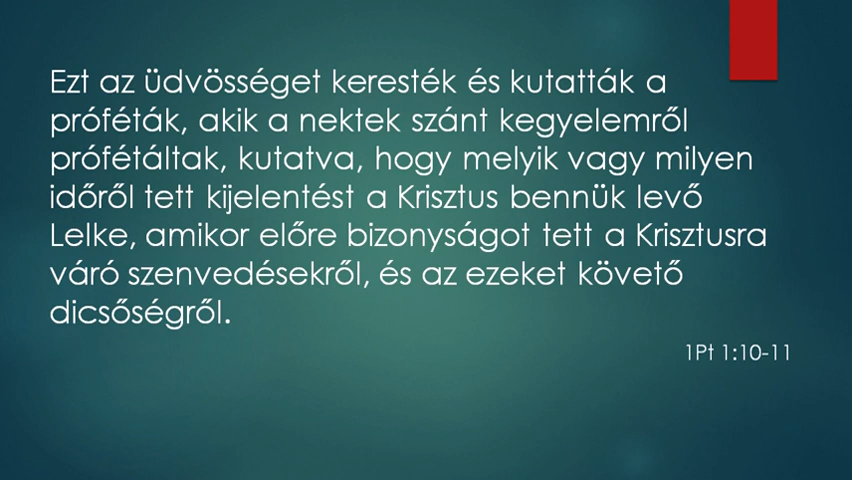 Ezt az üdvösséget keresték és kutatták a
próféták, akik a nektek szánt kegyelemről
prófétáltak, kutatva, hogy melyik vagy milyen
időről tett kijelentést a Krisztus bennük levő
Lelke, amikor előre bizonyságot tett a Krisztusra
váró szenvedésekről, és az ezeket követő
dicsőségről.
1Pt 1:10-11